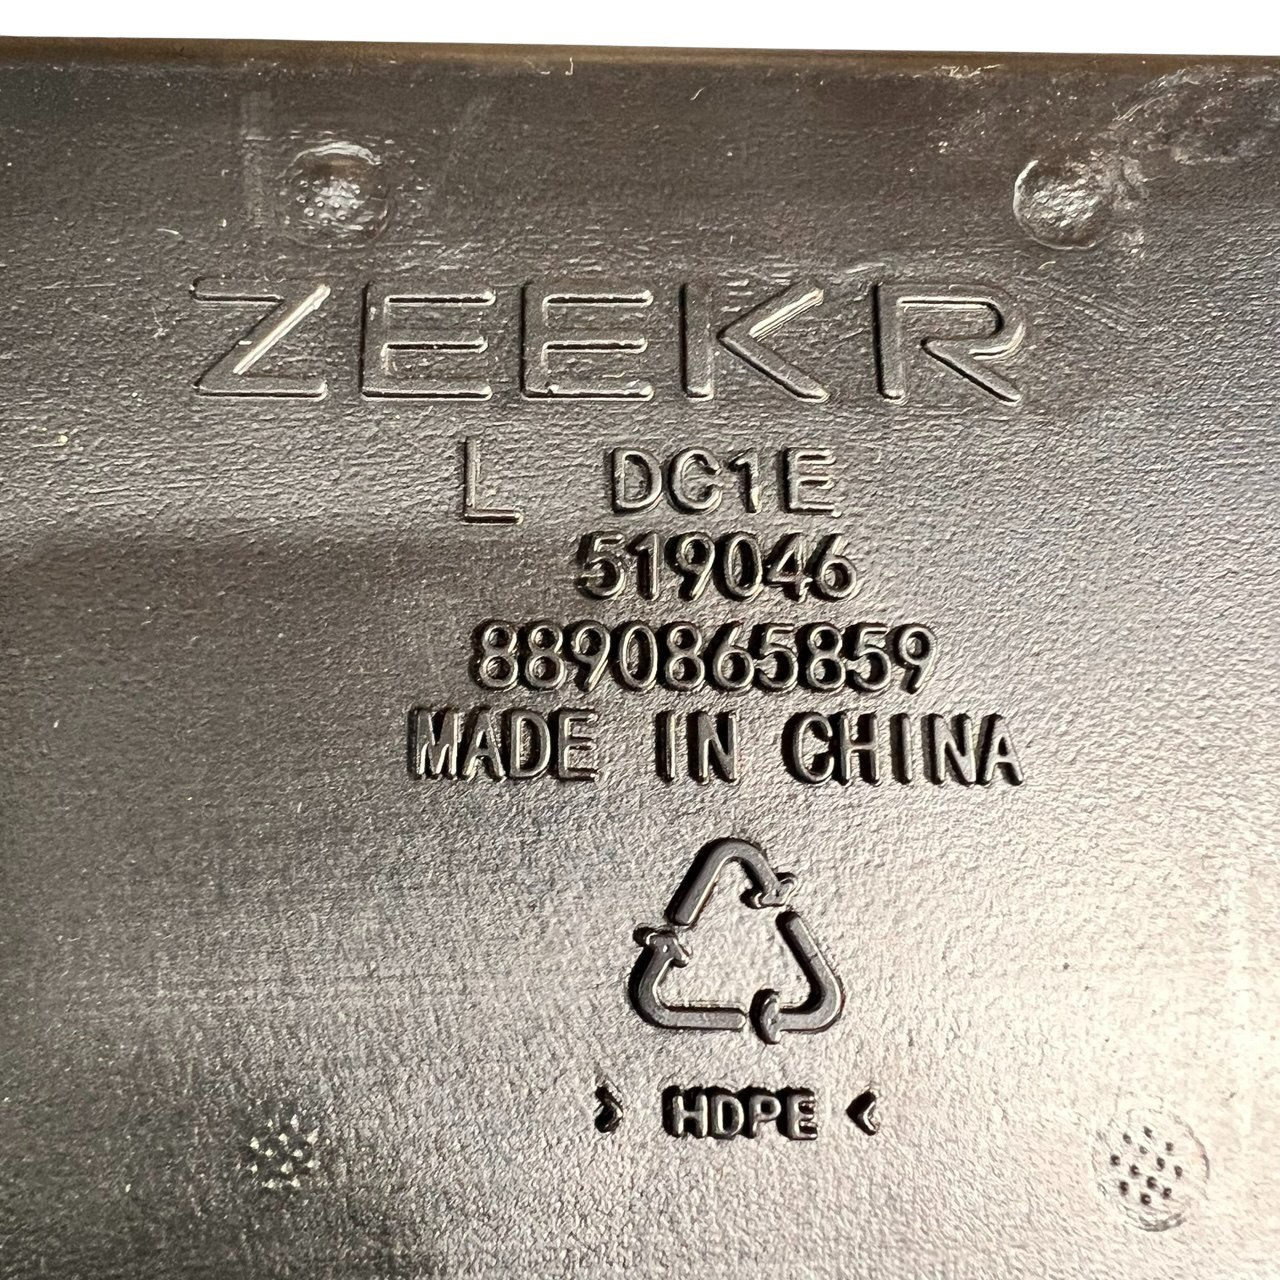 ZEEKR
L DC1E
519046
8890865859
MADE IN CHINA
> HDPE <